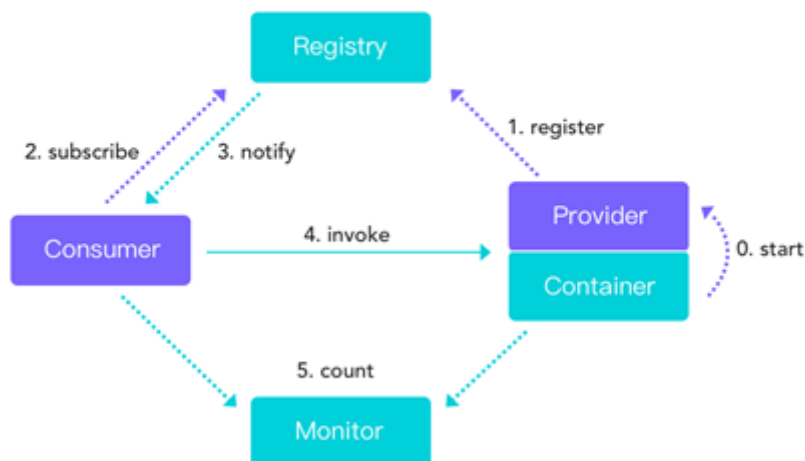 Registry
1. register
2. subscribe
3. notify
Provider
4. invoke
Consumer
0. start
Container
5. count
Monitor